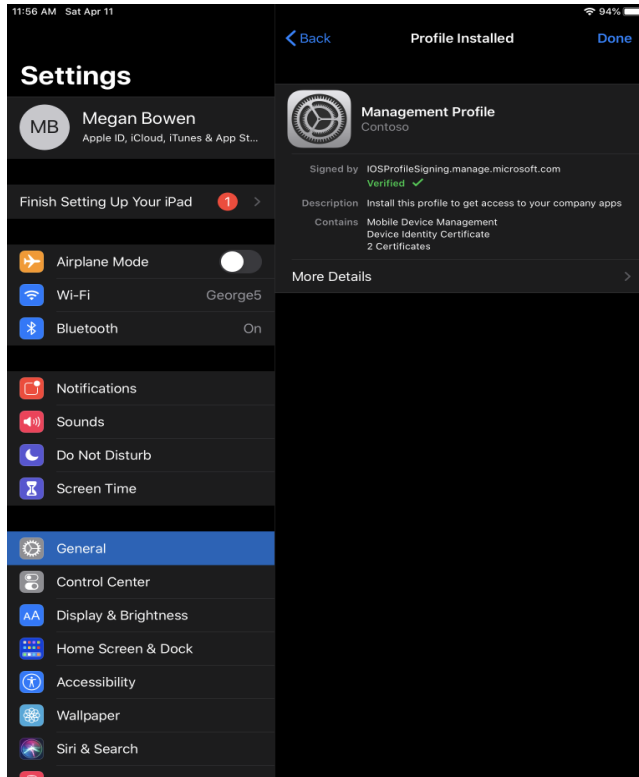 11:56 AM Sat Apr 11
94%
Back
Profile Installed
Done
Settings
MB
Megan Bowen
Apple ID, iCloud, iTunes & App St...
Finish Setting Up Your iPad
1
Airplane Mode
Wi-Fi
George5
Bluetooth
On
Notifications
Sounds
Do Not Disturb
Screen Time
General
Control Center
AA
Display & Brightness
Home Screen & Dock
Accessibility
Wallpaper
Siri & Search
Management Profile
Contoso
Signed by IOSProfileSigning.manage.microsoft.com
Verified ✓
Description Install this profile to get access to your company apps
Contains Mobile Device Management
Device Identity Certificate
2 Certificates
More Details